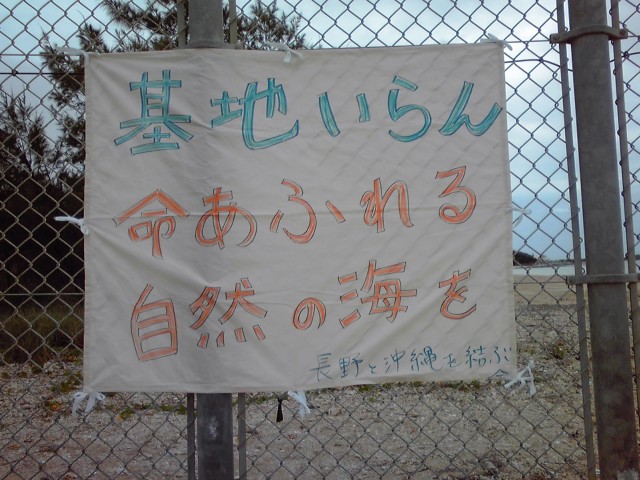 基地いらん
命あふれる
自然の海を
長野と沖縄を結ぶ会